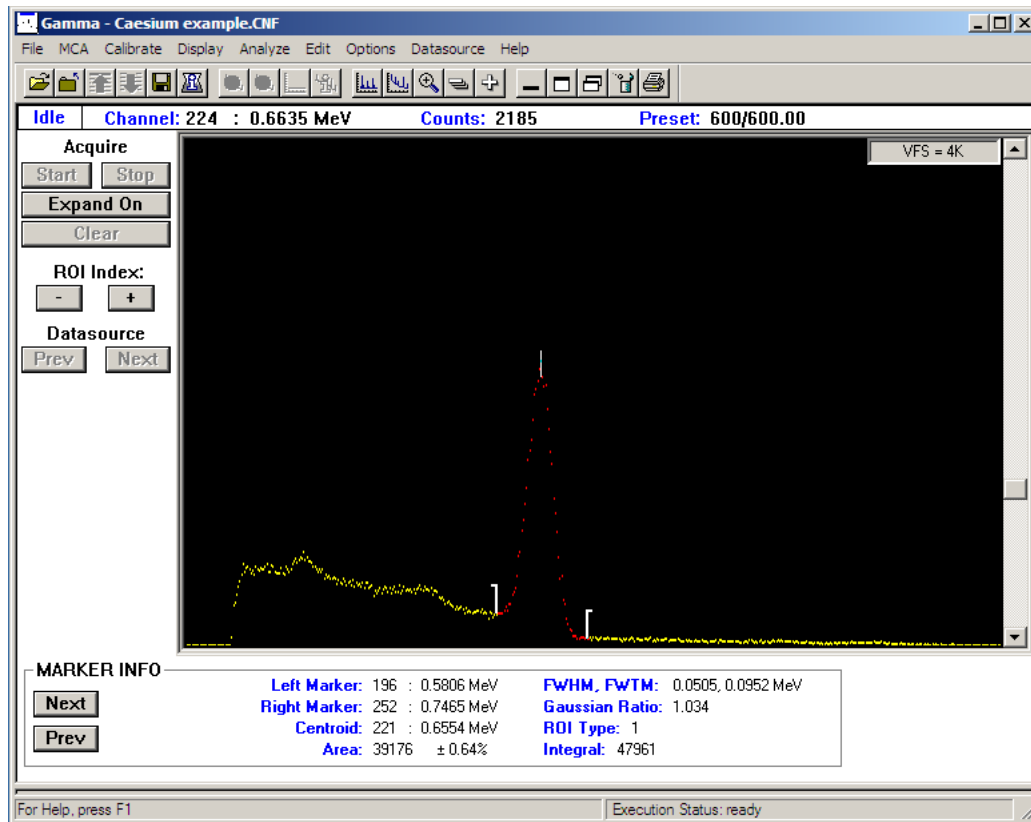 Gamma - Caesium example.CNF
File MCA Calibrate Display Analyze Edit Options Datasource Help
Idle Channel: 224 : 0.6635 MeV Counts: 2185 Preset: 600/600.00
Acquire
Start Stop
Expand On
Clear
ROI Index:
- +
Datasource
Prev Next
VFS = 4K
MARKER INFO
Next
Prev
Left Marker: 196 : 0.5806 MeV FWHM, FWTM: 0.0505, 0.0952 MeV
Right Marker: 252 : 0.7465 MeV Gaussian Ratio: 1.034
Centroid: 221 : 0.6554 MeV ROI Type: 1
Area: 39176 ± 0.64% Integral: 47961
For Help, press F1 Execution Status: ready